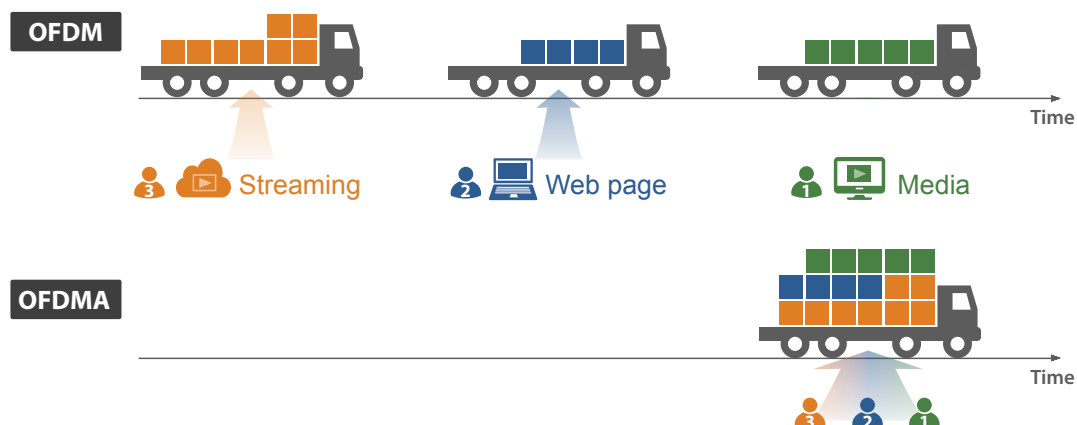 OFDM
Time
3 Streaming
2 Web page
1 Media
OFDMA
Time
3 2 1